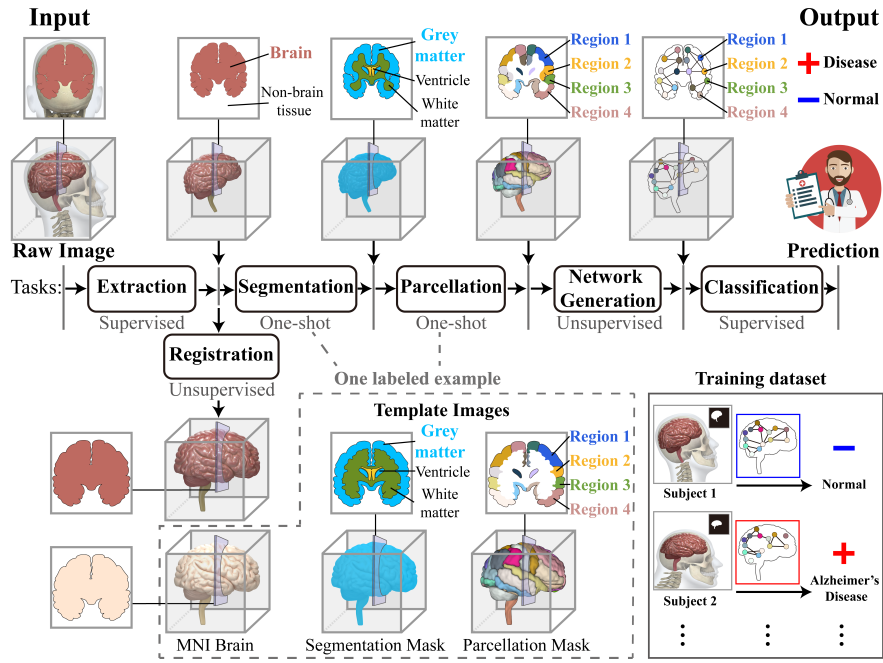 Input
Output
Brain
Non-brain
tissue
Grey
matter
Ventricle
White
matter
Region 1
Region 2
Region 3
Region 4
Region 1
Region 2
Region 3
Region 4
Disease
Normal
Raw Image
Prediction
Tasks:
Extraction
Segmentation
Parcellation
Network
Generation
Classification
Supervised
One-shot
One-shot
Unsupervised
Supervised
Registration
Unsupervised
One labeled example
Template Images
Grey
matter
Ventricle
White
matter
Region 1
Region 2
Region 3
Region 4
MNI Brain
Segmentation Mask
Parcellation Mask
Training dataset
Subject 1
Normal
Subject 2
Alzheimer's
Disease